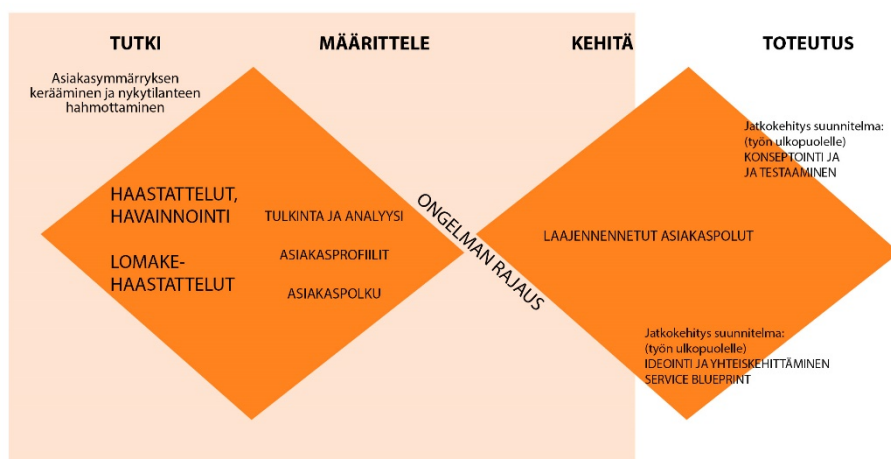 TUTKI
MÄÄRITTELE
KEHITÄ
TOTEUTUS
Asiakasymmärryksen
kerääminen ja nykytilanteen
hahmottaminen
HAASTATTELUT,
HAVAINNOINTI
LOMAKE-
HAASTATTELUT
TULKINTA JA ANALYYSI
ASIAKASPROFIILIT
ASIAKASPOLKU
ONGELMAN RAJAUS
LAAJENNENNETUT ASIAKASPOLUT
Jatkokehitys suunnitelma:
(työn ulkopuolelle)
KONSEPTOINTI JA
JA TESTAAMINEN
Jatkokehitys suunnitelma:
(työn ulkopuolelle)
IDEOINTI JA YHTEISKEHITTÄMINEN
SERVICE BLUEPRINT